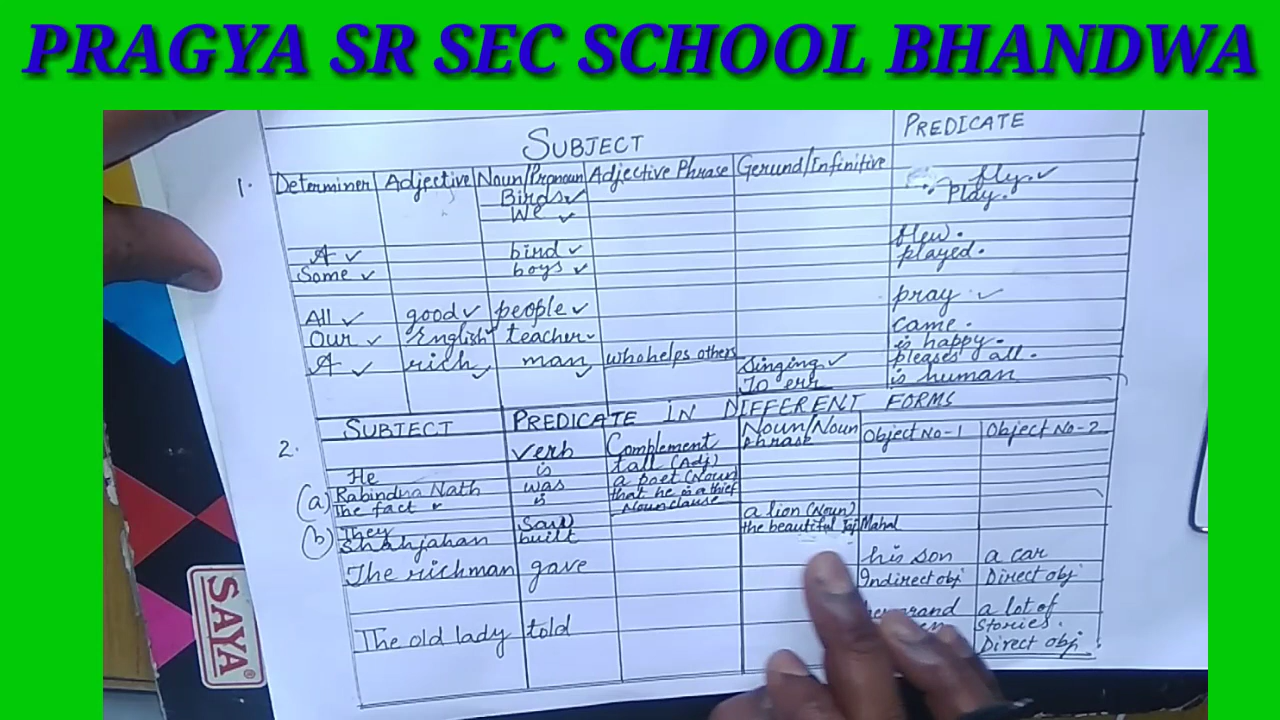 PRAGYA SR SEC SCHOOL BHANDWA
SUBJECT PREDICATE
1. Determiner Adjective Noun/Pronoun Adjective Phrase Gerund/Infinitive
Birds fly.
We Play.
A bird flew.
Some boys played.
All good people pray
Our English teacher came.
is happy.
A rich man who helps others
Singing pleases all.
To err is human
SUBJECT PREDICATE IN DIFFERENT FORMS
2. Verb Complement Noun/Noun Phrase Object No-1 Object No-2
He is tall (Adj)
(a) Rabindra Nath was a poet (Noun)
The fact is that he is a thief
Noun clause
(b) They saw a lion (Noun)
Shahjahan built the beautiful Taj Mahal
The richman gave his son a car
Indirect obj Direct obj
The old lady told a lot of
stories.
Direct obj.
SAYA